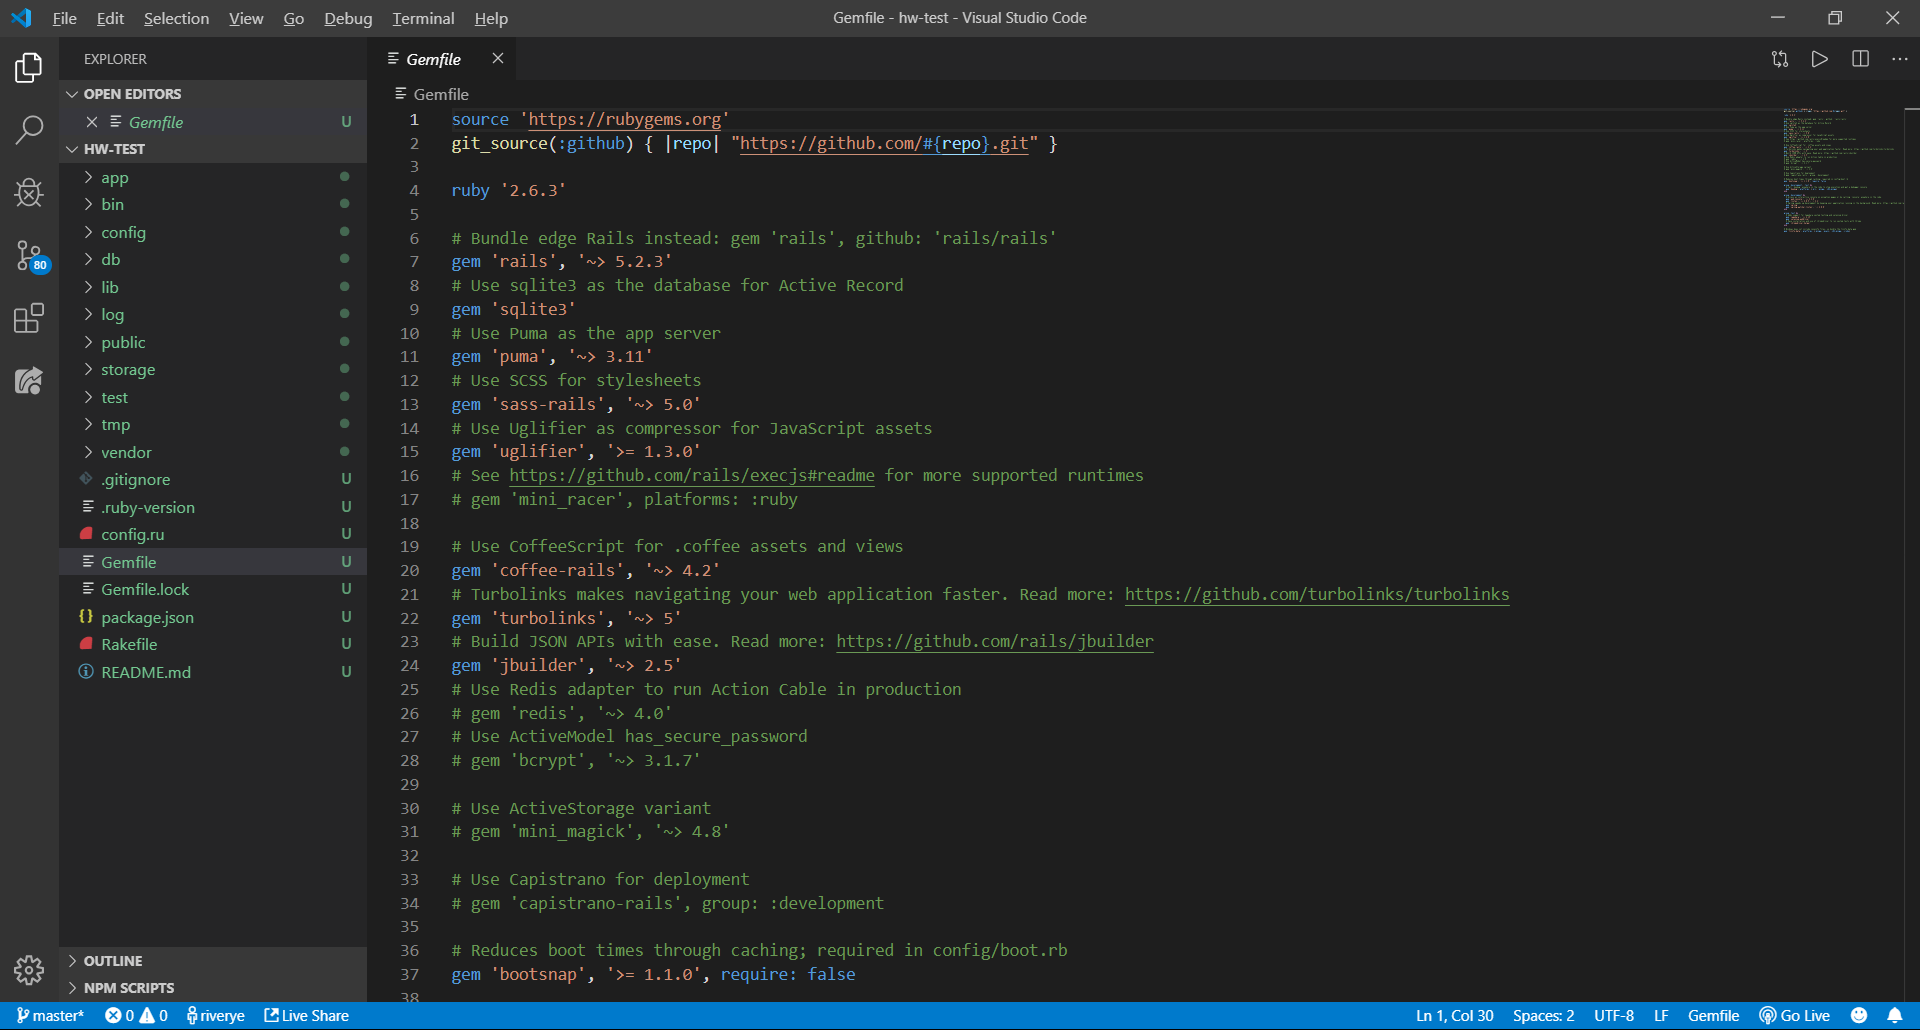 File Edit Selection View Go Debug Terminal Help
Gemfile - hw-test - Visual Studio Code
EXPLORER
OPEN EDITORS
Gemfile U
HW-TEST
app
bin
config
db
lib
log
public
storage
test
tmp
vendor
.gitignore U
.ruby-version U
config.ru U
Gemfile U
Gemfile.lock U
package.json U
Rakefile U
README.md U
OUTLINE
NPM SCRIPTS
80
Gemfile
Gemfile
1 source 'https://rubygems.org'
2 git_source(:github) { |repo| "https://github.com/#{repo}.git" }
3
4 ruby '2.6.3'
5
6 # Bundle edge Rails instead: gem 'rails', github: 'rails/rails'
7 gem 'rails', '~> 5.2.3'
8 # Use sqlite3 as the database for Active Record
9 gem 'sqlite3'
10 # Use Puma as the app server
11 gem 'puma', '~> 3.11'
12 # Use SCSS for stylesheets
13 gem 'sass-rails', '~> 5.0'
14 # Use Uglifier as compressor for JavaScript assets
15 gem 'uglifier', '>= 1.3.0'
16 # See https://github.com/rails/execjs#readme for more supported runtimes
17 # gem 'mini_racer', platforms: :ruby
18
19 # Use CoffeeScript for .coffee assets and views
20 gem 'coffee-rails', '~> 4.2'
21 # Turbolinks makes navigating your web application faster. Read more: https://github.com/turbolinks/turbolinks
22 gem 'turbolinks', '~> 5'
23 # Build JSON APIs with ease. Read more: https://github.com/rails/jbuilder
24 gem 'jbuilder', '~> 2.5'
25 # Use Redis adapter to run Action Cable in production
26 # gem 'redis', '~> 4.0'
27 # Use ActiveModel has_secure_password
28 # gem 'bcrypt', '~> 3.1.7'
29
30 # Use ActiveStorage variant
31 # gem 'mini_magick', '~> 4.8'
32
33 # Use Capistrano for deployment
34 # gem 'capistrano-rails', group: :development
35
36 # Reduces boot times through caching; required in config/boot.rb
37 gem 'bootsnap', '>= 1.1.0', require: false
38
master* 0 0 riverye Live Share Ln 1, Col 30 Spaces: 2 UTF-8 LF Gemfile Go Live